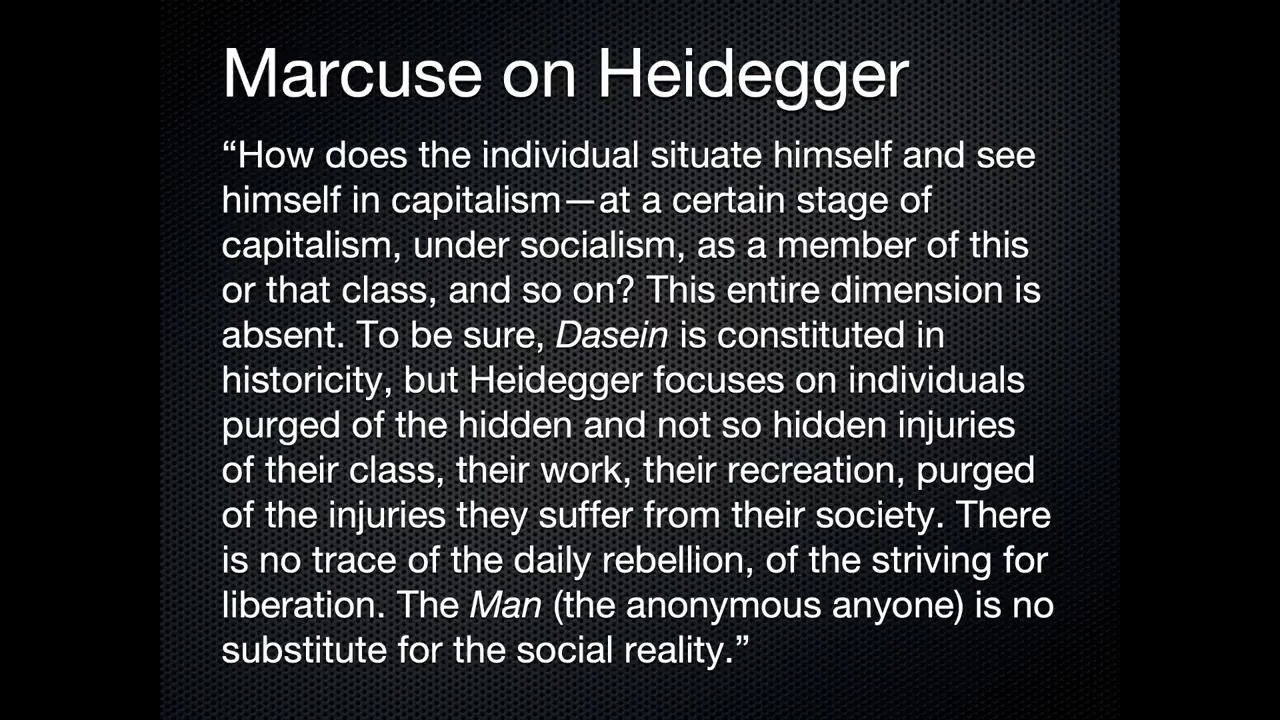 Marcuse on Heidegger
“How does the individual situate himself and see
himself in capitalism—at a certain stage of
capitalism, under socialism, as a member of this
or that class, and so on? This entire dimension is
absent. To be sure, Dasein is constituted in
historicity, but Heidegger focuses on individuals
purged of the hidden and not so hidden injuries
of their class, their work, their recreation, purged
of the injuries they suffer from their society. There
is no trace of the daily rebellion, of the striving for
liberation. The Man (the anonymous anyone) is no
substitute for the social reality.”